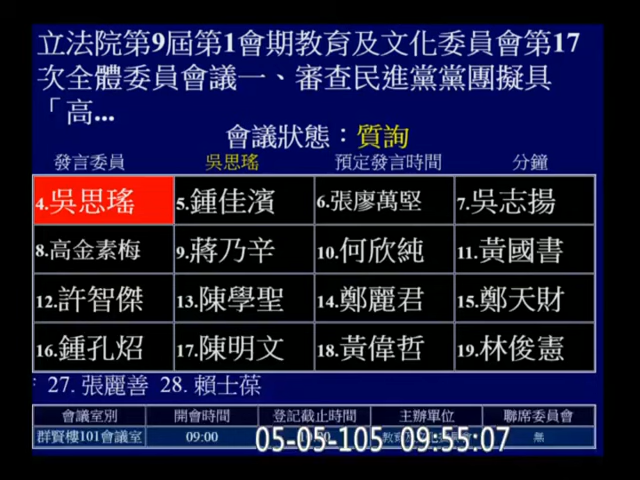 立法院第9屆第1會期教育及文化委員會第17
次全體委員會議一、審查民進黨黨團擬具
「高...
會議狀態：質詢
發言委員 吳思瑤 預定發言時間 分鐘
4.吳思瑤 5.鍾佳濱 6.張廖萬堅 7.吳志揚
8.高金素梅 9.蔣乃辛 10.何欣純 11.黃國書
12.許智傑 13.陳學聖 14.鄭麗君 15.鄭天財
16.鍾孔炤 17.陳明文 18.黃偉哲 19.林俊憲
27. 張麗善 28. 賴士葆
會議室別 開會時間 登記截止時間 主辦單位 聯席委員會
群賢樓101會議室 09:00 無
05-05-105 09:55:07